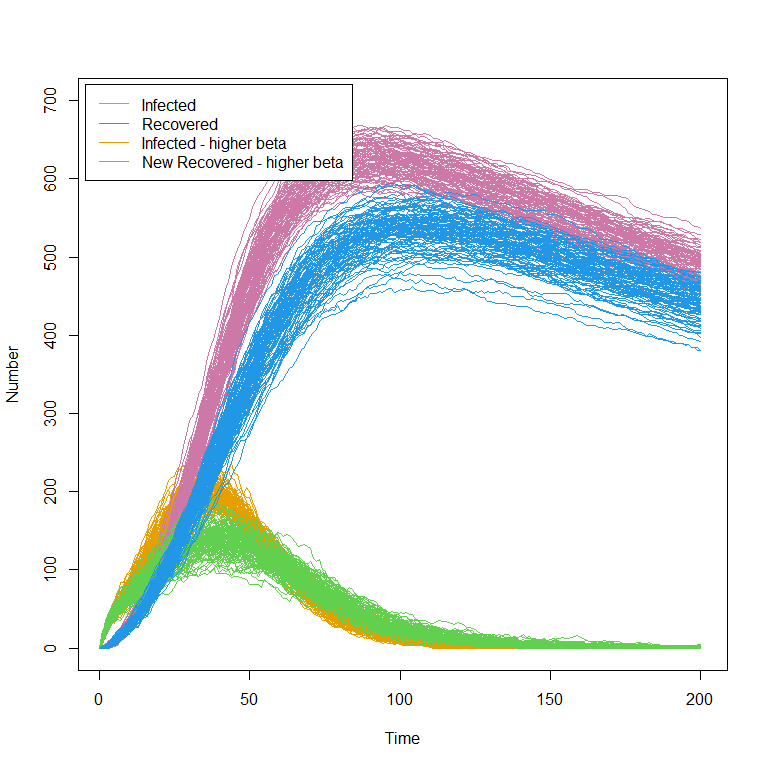 Infected
Recovered
Infected - higher beta
New Recovered - higher beta
700
600
500
400
300
200
100
0
Number
0 50 100 150 200
Time